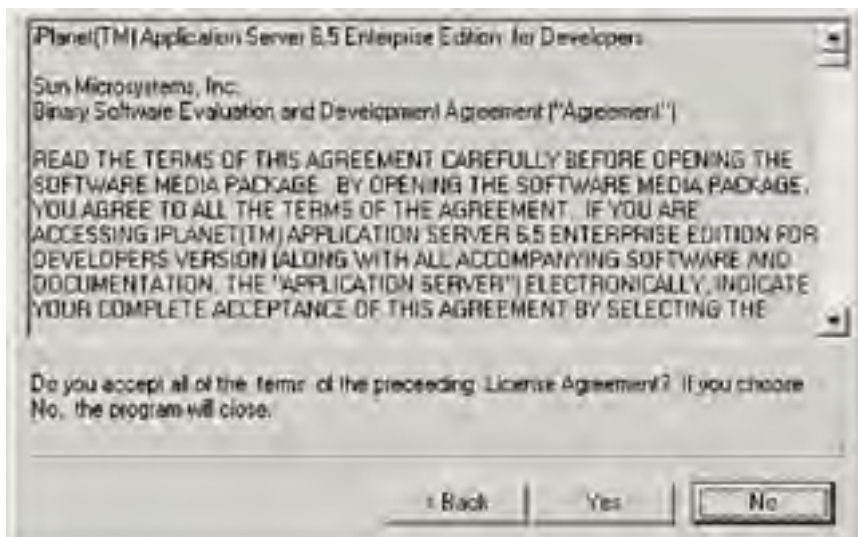 iPlanet(TM) Application Server 6.5 Enterprise Edition for Developers
Sun Microsystems, Inc.
Binary Software Evaluation and Development Agreement ("Agreement")
READ THE TERMS OF THIS AGREEMENT CAREFULLY BEFORE OPENING THE
SOFTWARE MEDIA PACKAGE. BY OPENING THE SOFTWARE MEDIA PACKAGE,
YOU AGREE TO ALL THE TERMS OF THE AGREEMENT. IF YOU ARE
ACCESSING IPLANET(TM) APPLICATION SERVER 6.5 ENTERPRISE EDITION FOR
DEVELOPERS VERSION (ALONG WITH ALL ACCOMPANYING SOFTWARE AND
DOCUMENTATION, THE "APPLICATION SERVER") ELECTRONICALLY, INDICATE
YOUR COMPLETE ACCEPTANCE OF THIS AGREEMENT BY SELECTING THE
Do you accept all of the terms of the preceeding License Agreement? If you choose
No, the program will close.
< Back
Yes
No